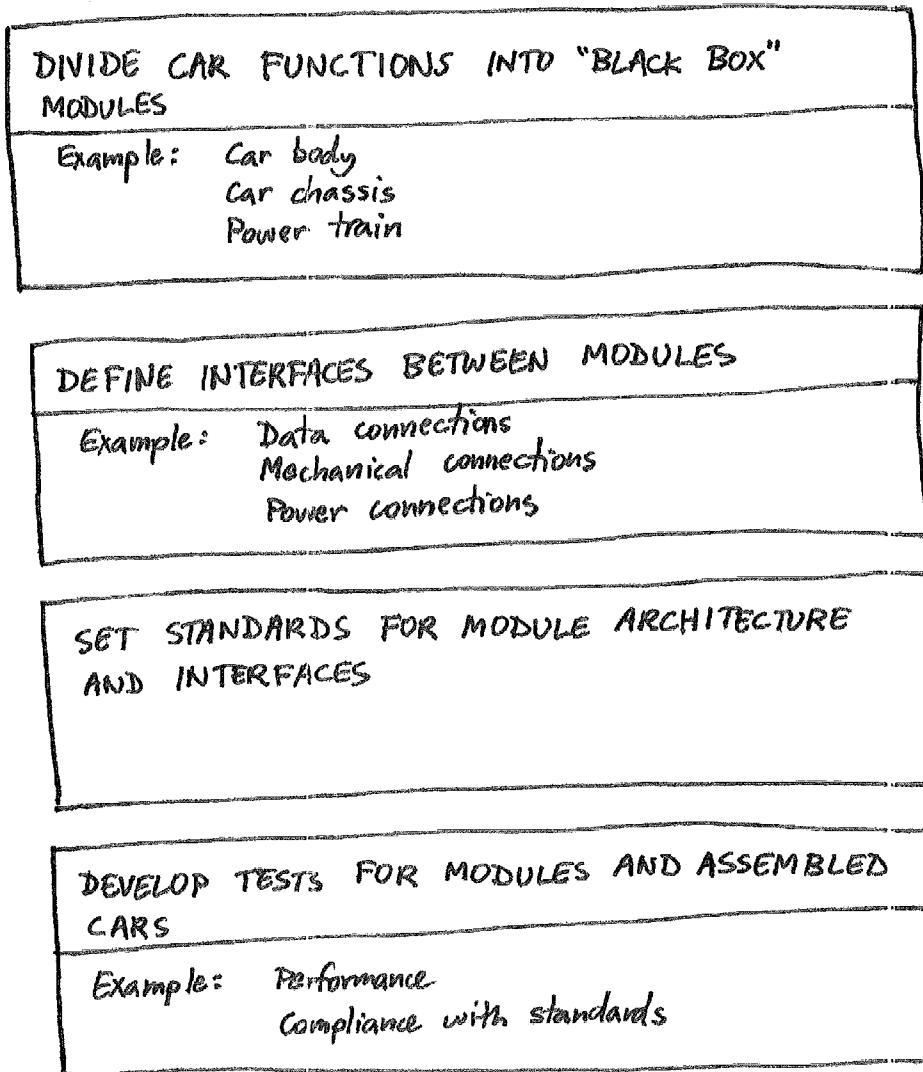 DIVIDE CAR FUNCTIONS INTO "BLACK BOX"
MODULES
Example: Car body
Car chassis
Power train
DEFINE INTERFACES BETWEEN MODULES
Example: Data connections
Mechanical connections
Power connections
SET STANDARDS FOR MODULE ARCHITECTURE
AND INTERFACES
DEVELOP TESTS FOR MODULES AND ASSEMBLED
CARS
Example: Performance
Compliance with standards